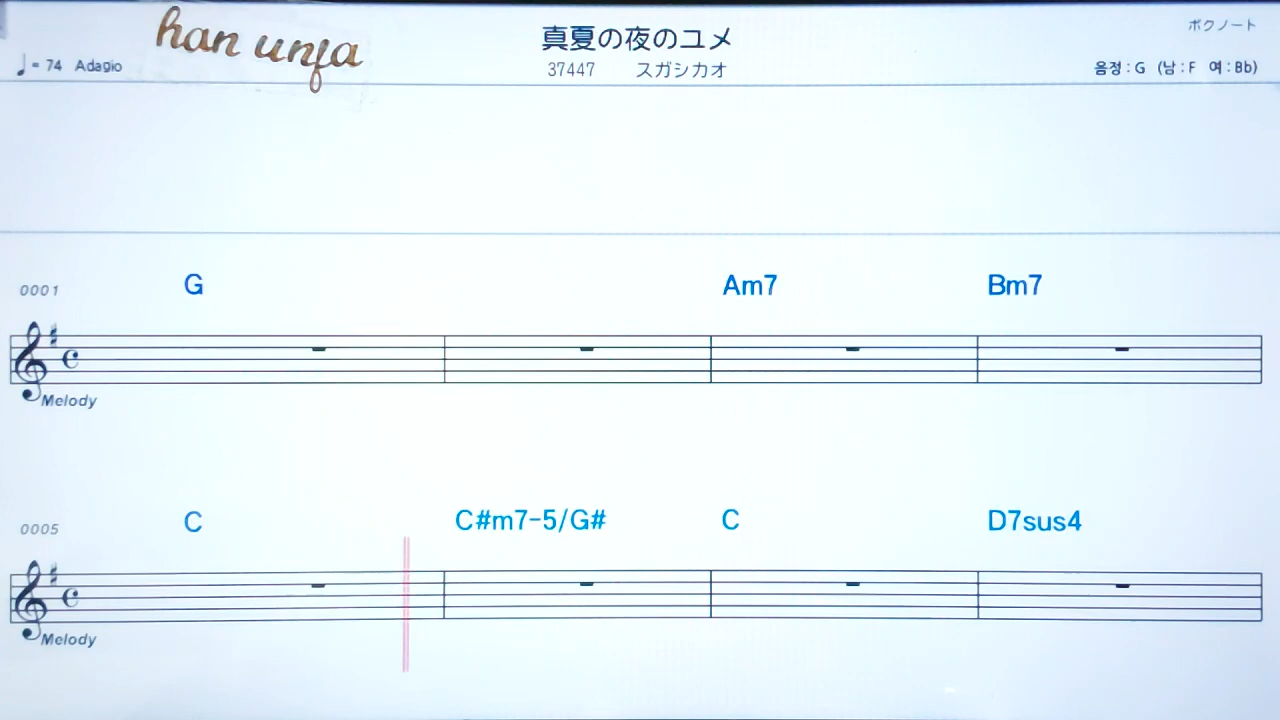 han unfa
真夏の夜のユメ
ボクノート
♩= 74 Adagio
37447 スガシカオ
음정 : G (남 : F 여 : Bb)
0001 G Am7 Bm7
Melody
0005 C C#m7-5/G# C D7sus4
Melody